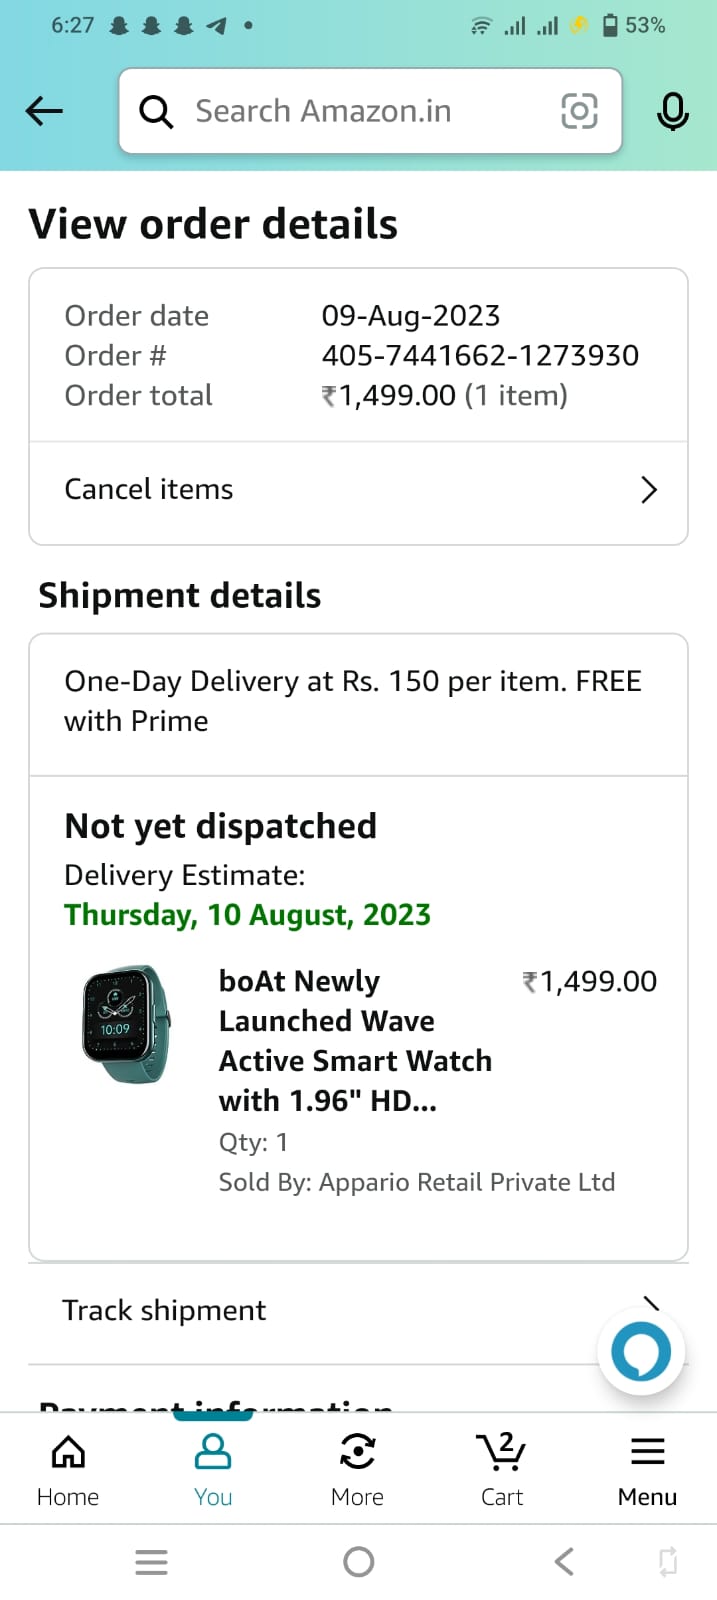 6:27
53%
Search Amazon.in
View order details
Order date 09-Aug-2023
Order # 405-7441662-1273930
Order total ₹1,499.00 (1 item)
Cancel items
Shipment details
One-Day Delivery at Rs. 150 per item. FREE
with Prime
Not yet dispatched
Delivery Estimate:
Thursday, 10 August, 2023
10:09
boAt Newly ₹1,499.00
Launched Wave
Active Smart Watch
with 1.96" HD...
Qty: 1
Sold By: Appario Retail Private Ltd
Track shipment
Payment information
2
Home You More Cart Menu